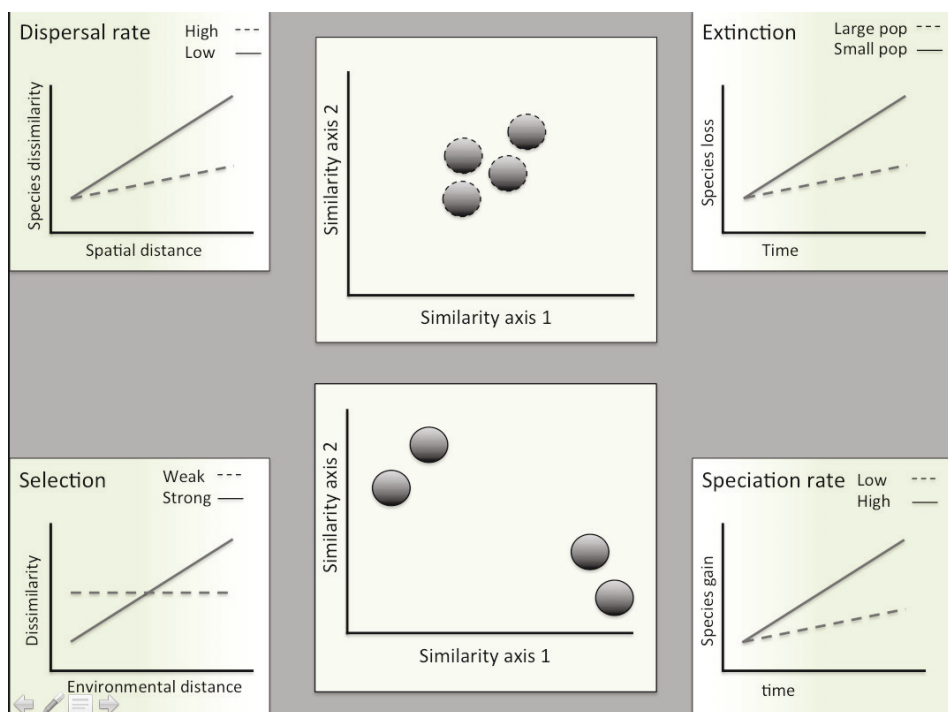 Dispersal rate
High
Low
Species dissimilarity
Spatial distance
Similarity axis 2
Similarity axis 1
Extinction
Large pop
Small pop
Species loss
Time
Selection
Weak
Strong
Dissimilarity
Environmental distance
Similarity axis 2
Similarity axis 1
Speciation rate
Low
High
Species gain
time